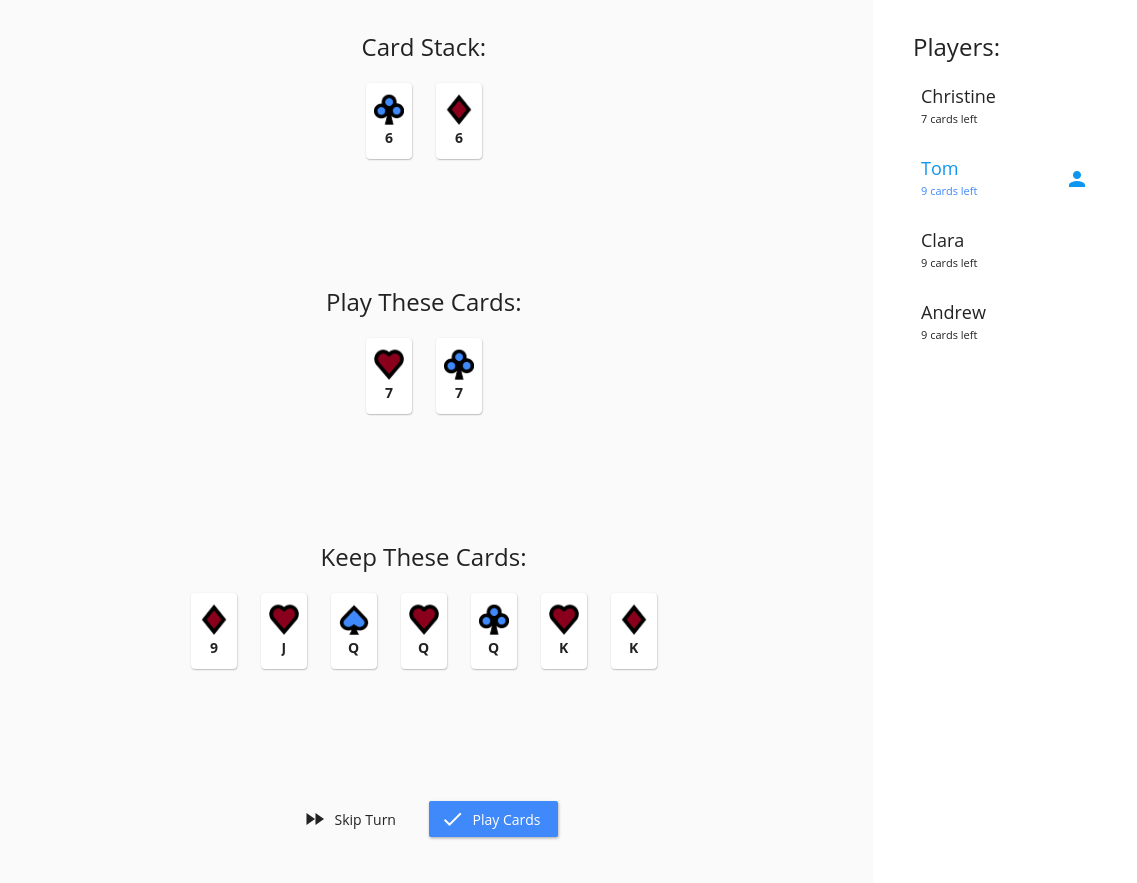 Card Stack:
6 6
Play These Cards:
7 7
Keep These Cards:
9 J Q Q Q K K
Skip Turn Play Cards
Players:
Christine
7 cards left
Tom
9 cards left
Clara
9 cards left
Andrew
9 cards left